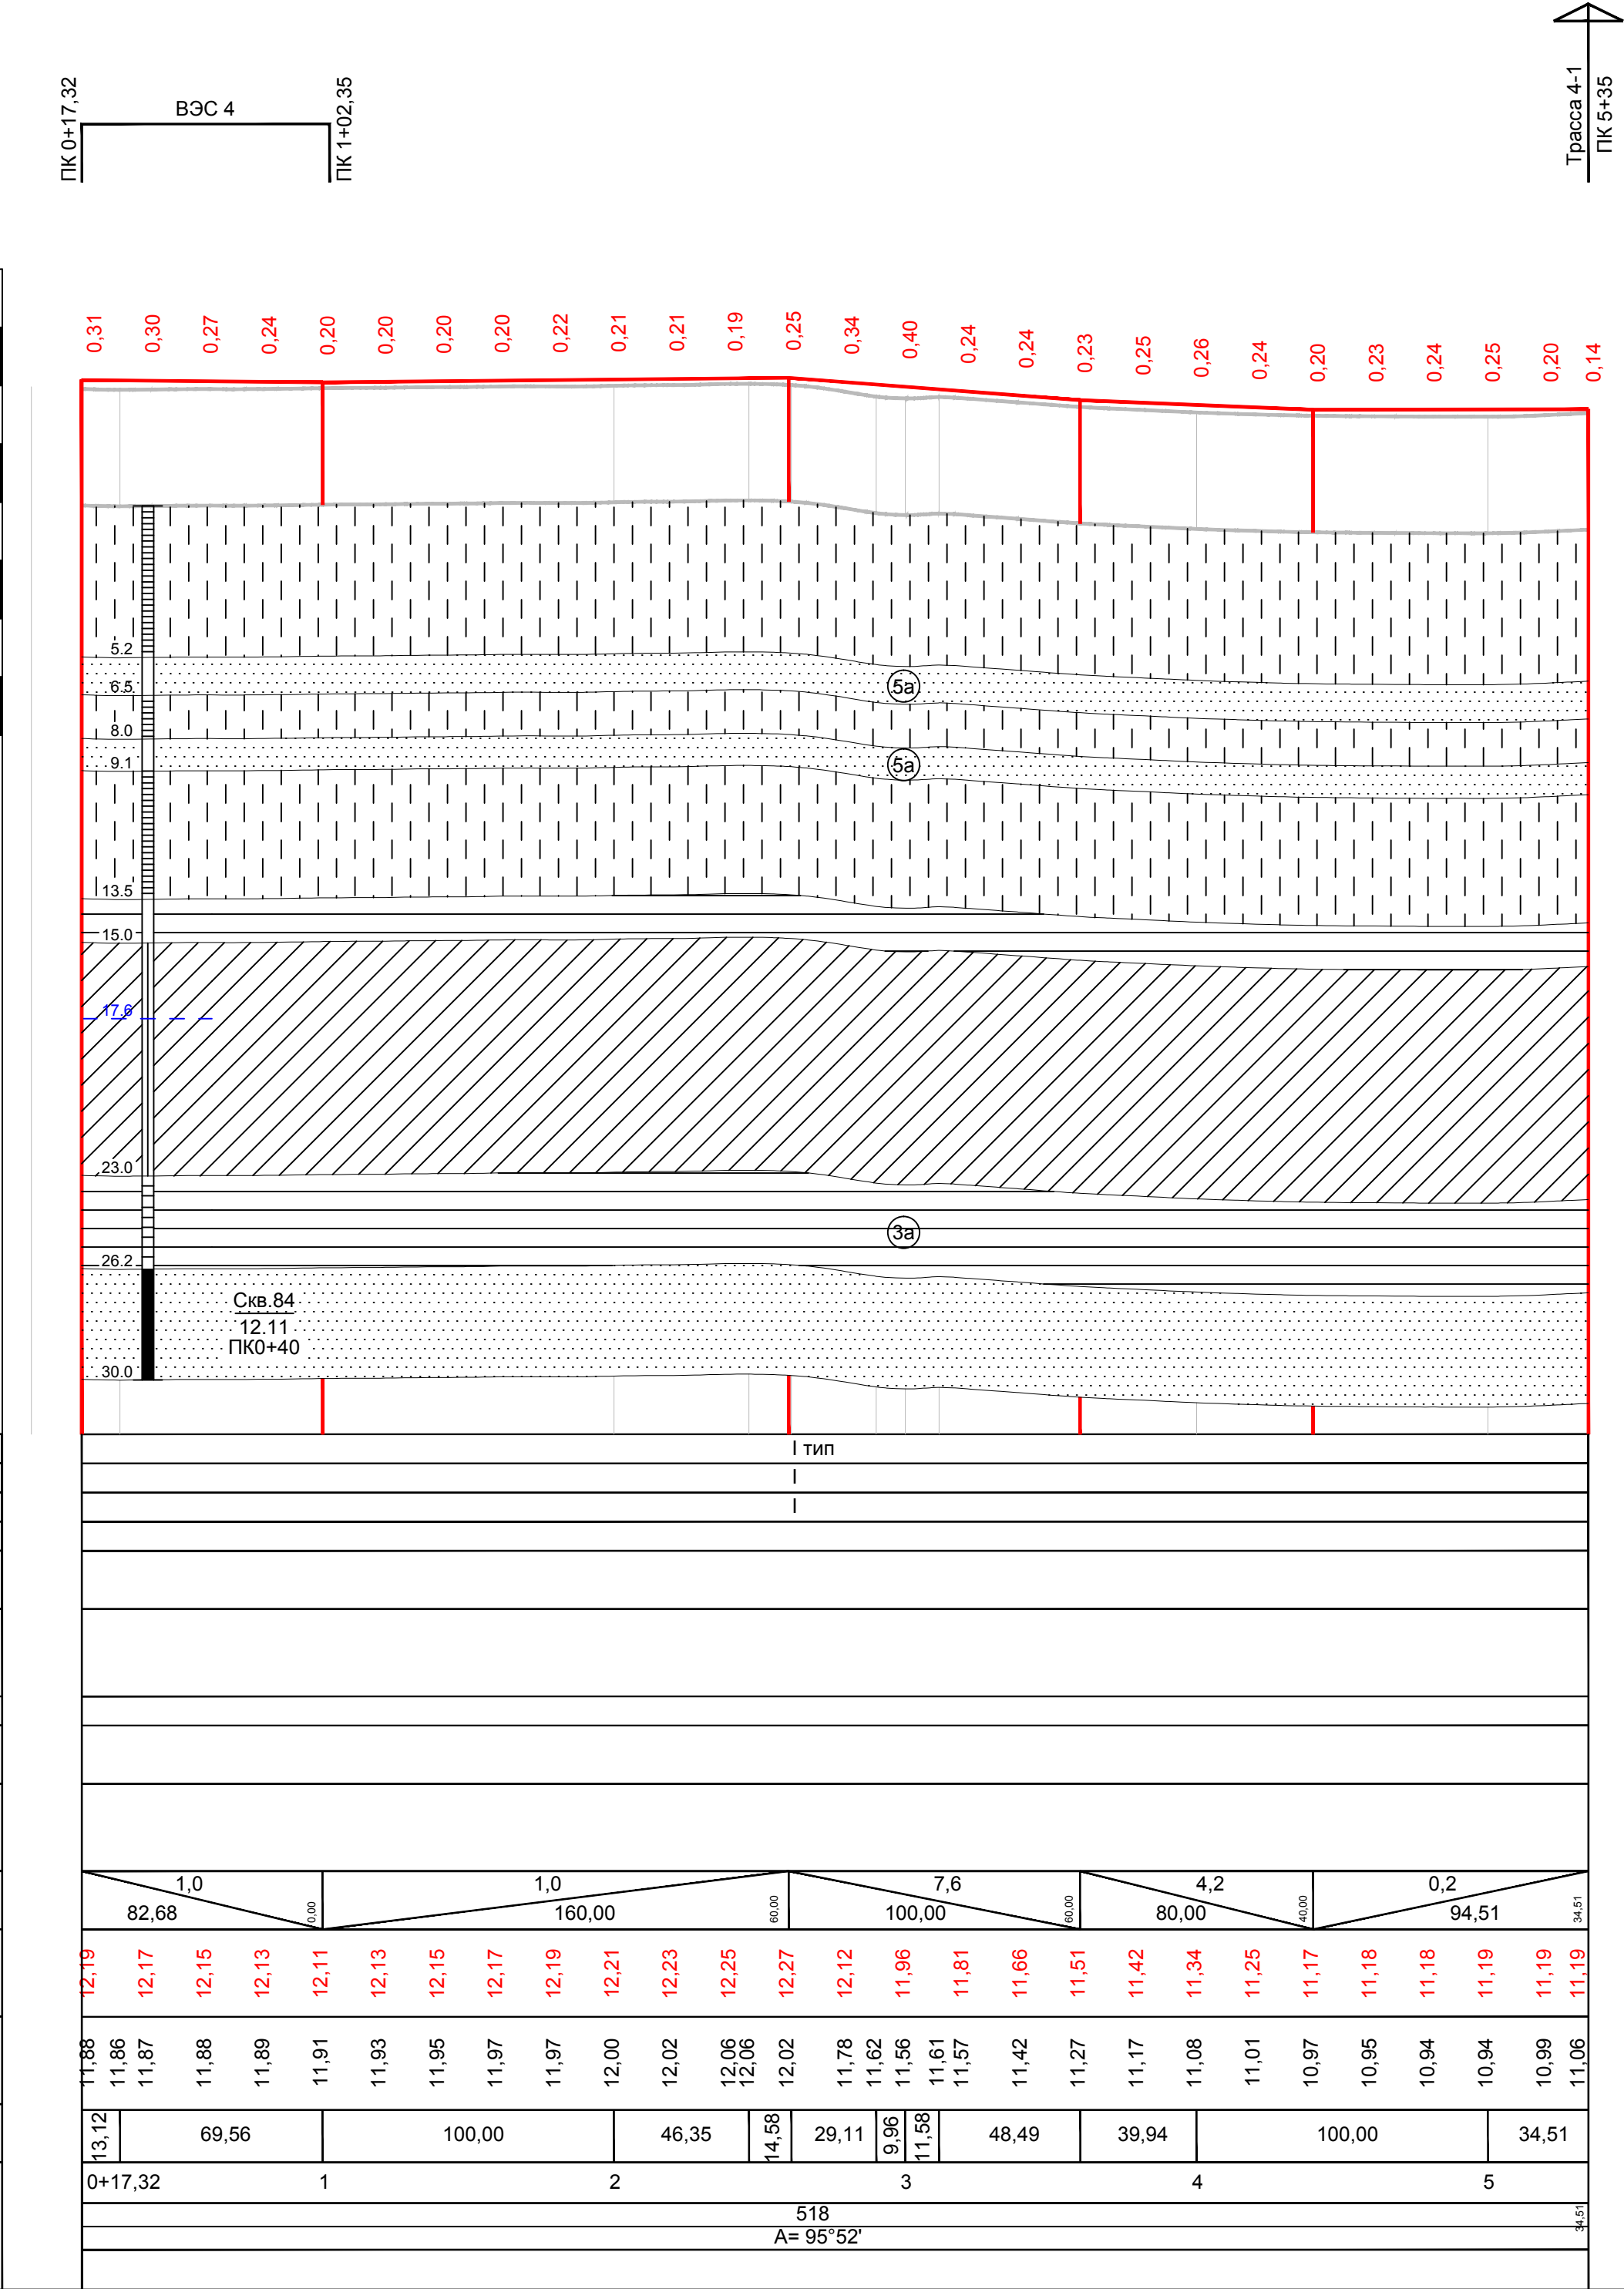 ПК 0+17,32
ВЭС 4
ПК 1+02,35
Трасса 4-1
ПК 5+35
0,31 0,30 0,27 0,24 0,20 0,20 0,20 0,20 0,22 0,21 0,21 0,19 0,25 0,34 0,40 0,24 0,24 0,23 0,25 0,26 0,24 0,20 0,23 0,24 0,25 0,20 0,14
5.2
6.5
5а
8.0
9.1
5а
13.5
15.0
17.6
23.0
3а
26.2
Скв.84
12.11
ПК0+40
30.0
I тип
I
I
1,0 1,0 7,6 4,2 0,2
82,68 0,00 160,00 60,00 100,00 60,00 80,00 40,00 94,51 34,51
12,19 12,17 12,15 12,13 12,11 12,13 12,15 12,17 12,19 12,21 12,23 12,25 12,27 12,12 11,96 11,81 11,66 11,51 11,42 11,34 11,25 11,17 11,18 11,18 11,19 11,19 11,19
11,88 11,86 11,87 11,88 11,89 11,91 11,93 11,95 11,97 11,97 12,00 12,02 12,06 12,06 12,02 11,78 11,62 11,56 11,61 11,57 11,42 11,27 11,17 11,08 11,01 10,97 10,95 10,94 10,94 10,99 11,06
13,12 69,56 100,00 46,35 14,58 29,11 9,96 11,58 48,49 39,94 100,00 34,51
0+17,32 1 2 3 4 5
518 34,51
А= 95°52'